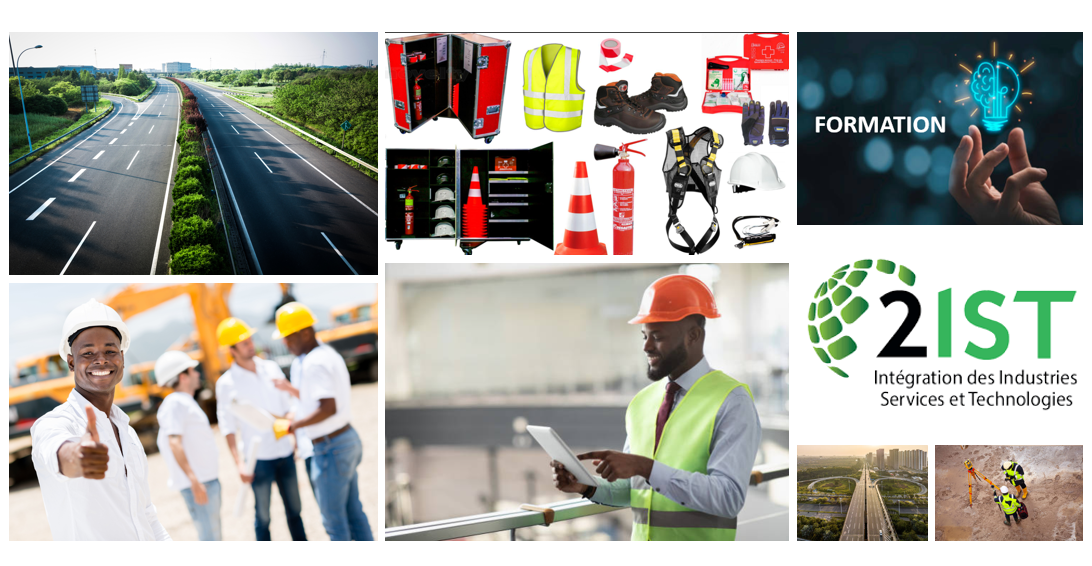 FORMATION
2IST
Intégration des Industries
Services et Technologies